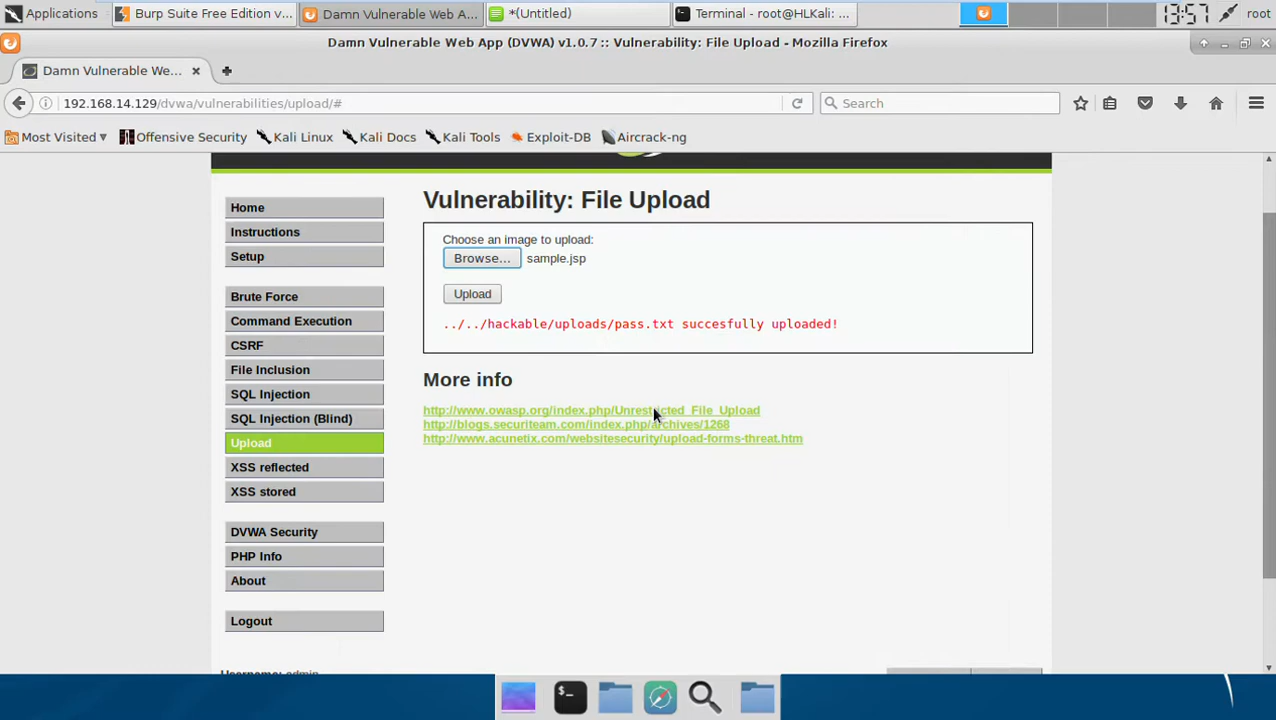 Applications
Burp Suite Free Edition v...
Damn Vulnerable Web A...
*(Untitled)
Terminal - root@HLKali: ...
13:57
root
Damn Vulnerable Web App (DVWA) v1.0.7 :: Vulnerability: File Upload - Mozilla Firefox
Damn Vulnerable We...
192.168.14.129/dvwa/vulnerabilities/upload/#
Search
Most Visited
Offensive Security
Kali Linux
Kali Docs
Kali Tools
Exploit-DB
Aircrack-ng
Home
Instructions
Setup
Brute Force
Command Execution
CSRF
File Inclusion
SQL Injection
SQL Injection (Blind)
Upload
XSS reflected
XSS stored
DVWA Security
PHP Info
About
Logout
Username: admin
Vulnerability: File Upload
Choose an image to upload:
Browse... sample.jsp
Upload
../../hackable/uploads/pass.txt succesfully uploaded!
More info
http://www.owasp.org/index.php/Unrestricted_File_Upload
http://blogs.securiteam.com/index.php/archives/1268
http://www.acunetix.com/websitesecurity/upload-forms-threat.htm